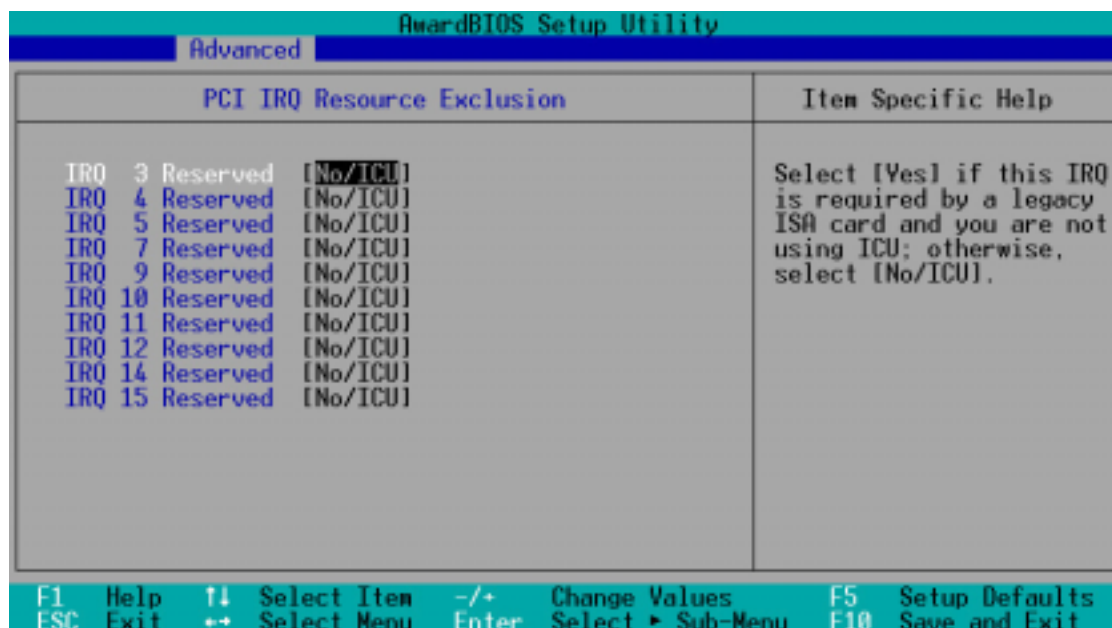 AwardBIOS Setup Utility
Advanced
PCI IRQ Resource Exclusion
IRQ 3 Reserved [No/ICU]
IRQ 4 Reserved [No/ICU]
IRQ 5 Reserved [No/ICU]
IRQ 7 Reserved [No/ICU]
IRQ 9 Reserved [No/ICU]
IRQ 10 Reserved [No/ICU]
IRQ 11 Reserved [No/ICU]
IRQ 12 Reserved [No/ICU]
IRQ 14 Reserved [No/ICU]
IRQ 15 Reserved [No/ICU]
Item Specific Help
Select [Yes] if this IRQ
is required by a legacy
ISA card and you are not
using ICU; otherwise,
select [No/ICU].
F1 Help ↑↓ Select Item -/+ Change Values F5 Setup Defaults
ESC Exit ←→ Select Menu Enter Select ► Sub-Menu F10 Save and Exit